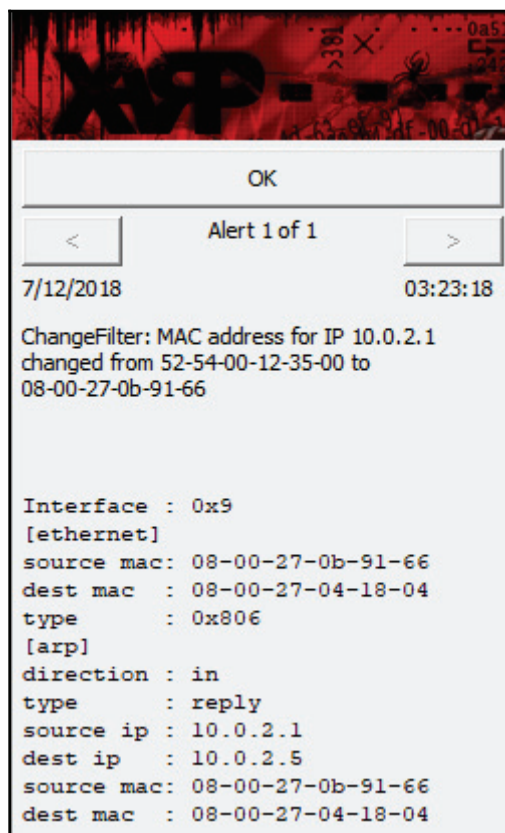 XARP
>381
0a5
OK
< Alert 1 of 1 >
7/12/2018 03:23:18
ChangeFilter: MAC address for IP 10.0.2.1
changed from 52-54-00-12-35-00 to
08-00-27-0b-91-66
Interface : 0x9
[ethernet]
source mac: 08-00-27-0b-91-66
dest mac  : 08-00-27-04-18-04
type      : 0x806
[arp]
direction : in
type      : reply
source ip : 10.0.2.1
dest ip   : 10.0.2.5
source mac: 08-00-27-0b-91-66
dest mac  : 08-00-27-04-18-04